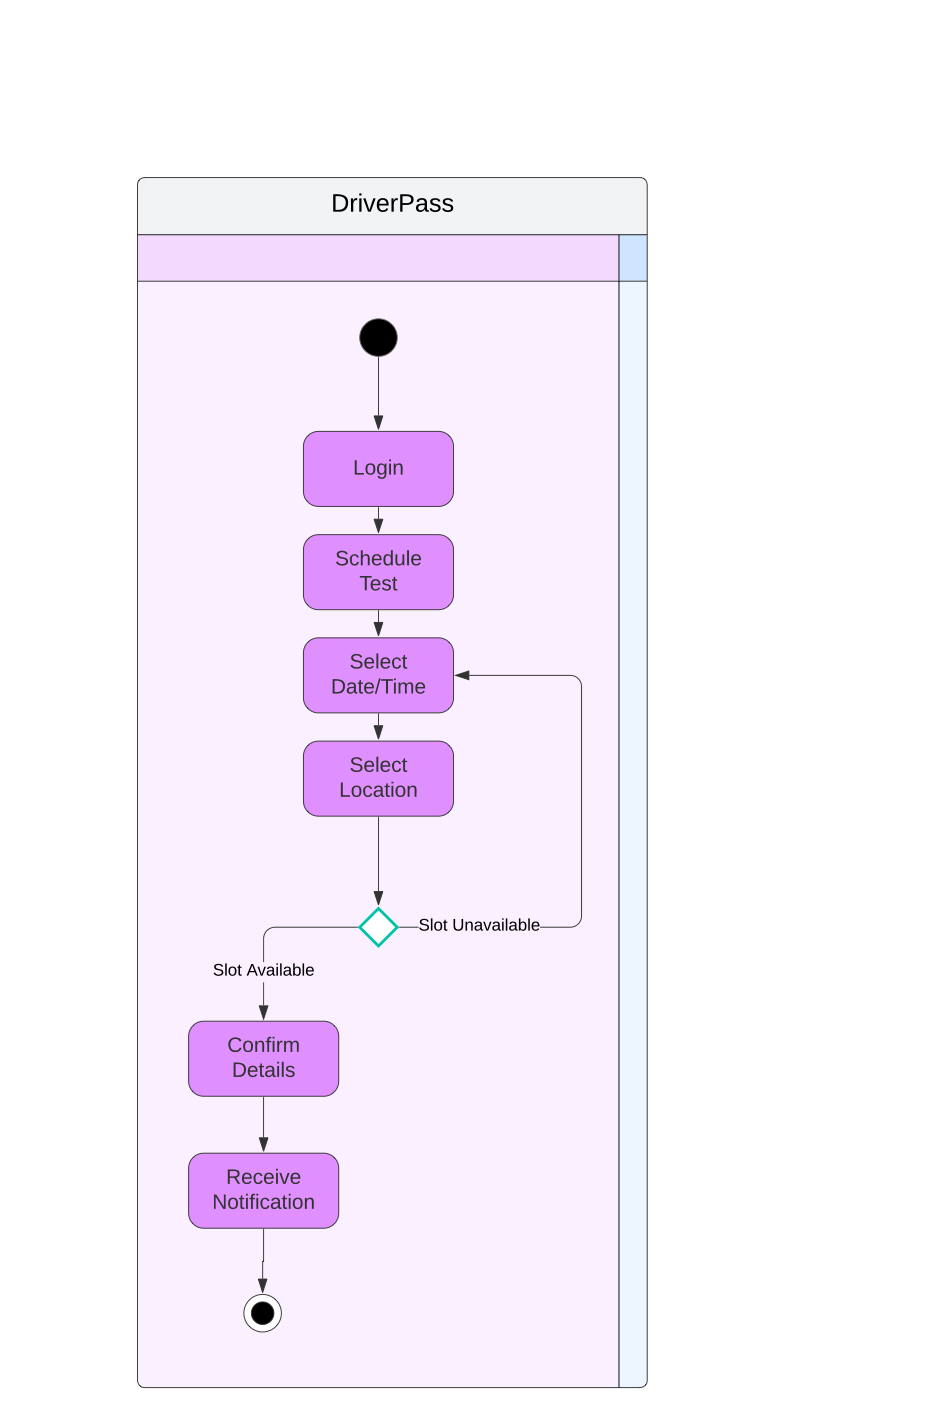 DriverPass
Login
Schedule
Test
Select
Date/Time
Select
Location
Slot Unavailable
Slot Available
Confirm
Details
Receive
Notification